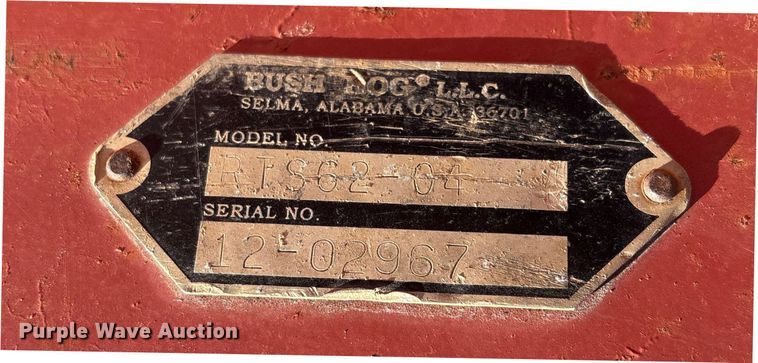 BUSH HOG® L.L.C.
SELMA, ALABAMA U.S.A. 36701
MODEL NO.
RTS62-04
SERIAL NO.
12-02967
Purple Wave Auction